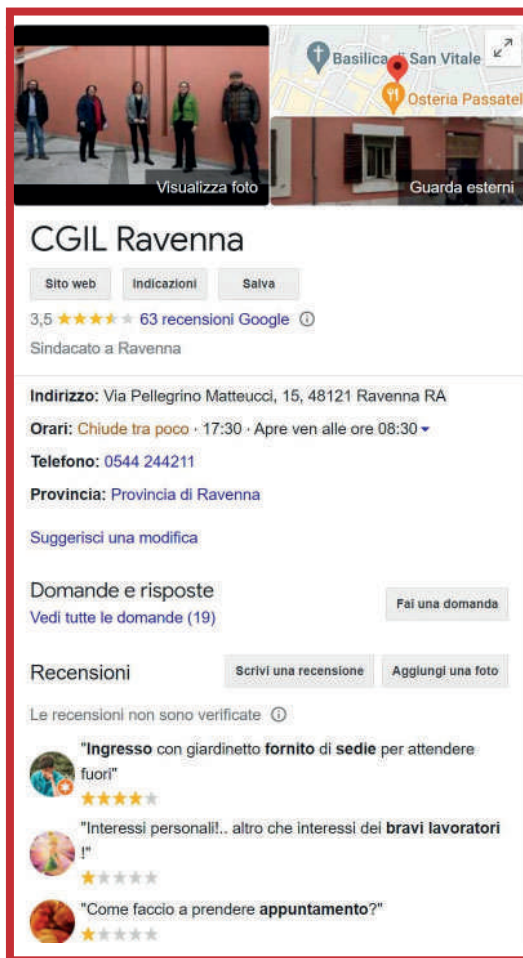 Basilica di San Vitale
Osteria Passatel
Visualizza foto
Guarda esterni
CGIL Ravenna
Sito web Indicazioni Salva
3,5 63 recensioni Google
Sindacato a Ravenna
Indirizzo: Via Pellegrino Matteucci, 15, 48121 Ravenna RA
Orari: Chiude tra poco · 17:30 · Apre ven alle ore 08:30
Telefono: 0544 244211
Provincia: Provincia di Ravenna
Suggerisci una modifica
Domande e risposte
Vedi tutte le domande (19)
Fai una domanda
Recensioni Scrivi una recensione Aggiungi una foto
Le recensioni non sono verificate
"Ingresso con giardinetto fornito di sedie per attendere
fuori"
"Interessi personali!.. altro che interessi dei bravi lavoratori
!"
"Come faccio a prendere appuntamento?"